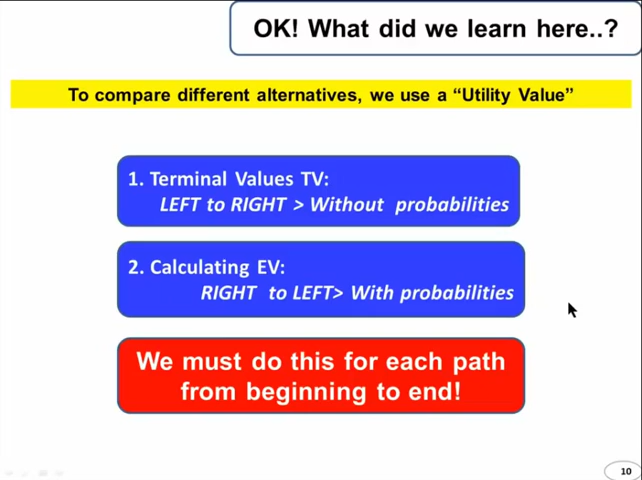 OK! What did we learn here..?
To compare different alternatives, we use a “Utility Value”
1. Terminal Values TV:
LEFT to RIGHT > Without probabilities
2. Calculating EV:
RIGHT to LEFT> With probabilities
We must do this for each path
from beginning to end!
10